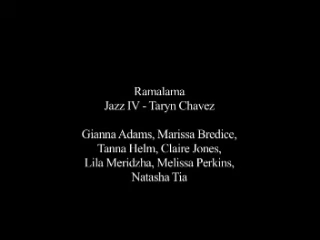 Ramalama
Jazz IV - Taryn Chavez
Gianna Adams, Marissa Bredice,
Tanna Helm, Claire Jones,
Lila Meridzha, Melissa Perkins,
Natasha Tia